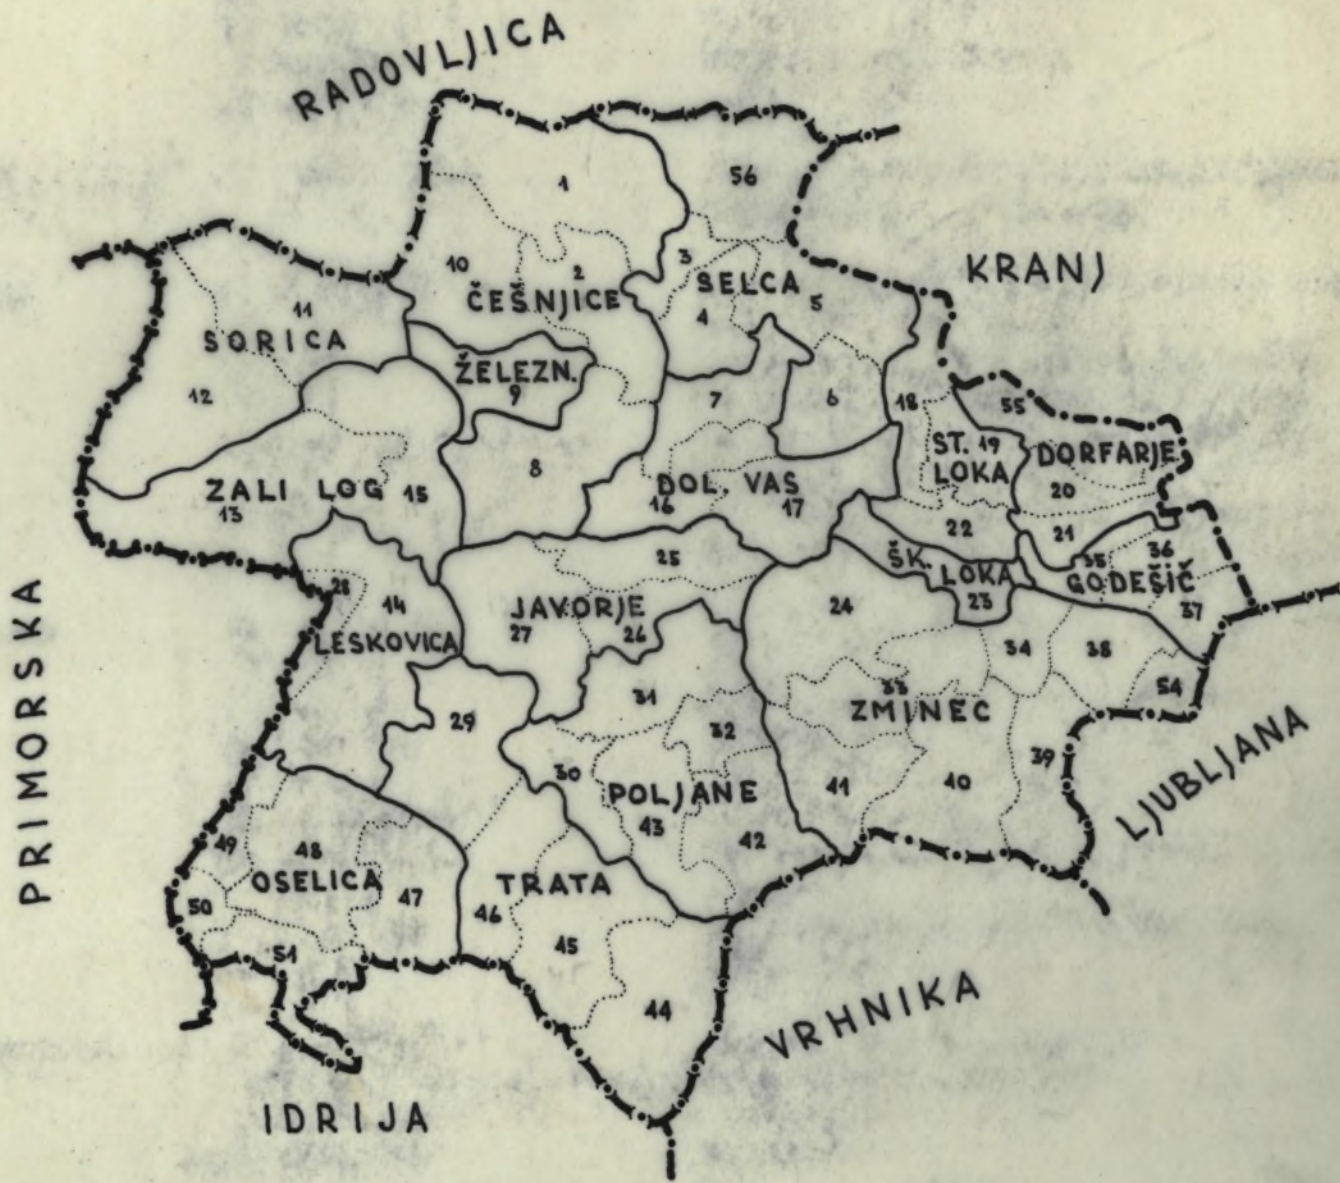 RADOVLJICA
1
56
KRANJ
10
2
ČEŠNJICE
3
SELCA
4
5
11
SORICA
12
ŽELEZN.
9
7
6
18
55
ST. 19
LOKA
DORFARJE
20
8
ZALI LOG 15
13
DOL. VAS
16
17
22
21
ŠK.
LOKA
23
35
36
GODEŠIČ
37
25
28
14
LESKOVICA
JAVORJE
27
26
24
34
38
54
PRIMORSKA
29
31
32
33
ZMINEC
30
POLJANE
43
42
41
40
39
LJUBLJANA
49
48
OSELICA
47
50
51
TRATA
46
45
44
VRHNIKA
IDRIJA